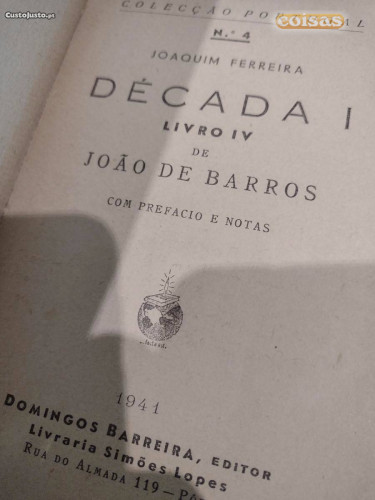 CustoJusto.pt
coisas
COLECÇÃO
N.º 4
JOAQUIM FERREIRA
DÉCADA I
LIVRO IV
DE
JOÃO DE BARROS
COM PREFACIO E NOTAS
1941
DOMINGOS BARREIRA, EDITOR
Livraria Simões Lopes
RUA DO ALMADA 119 —